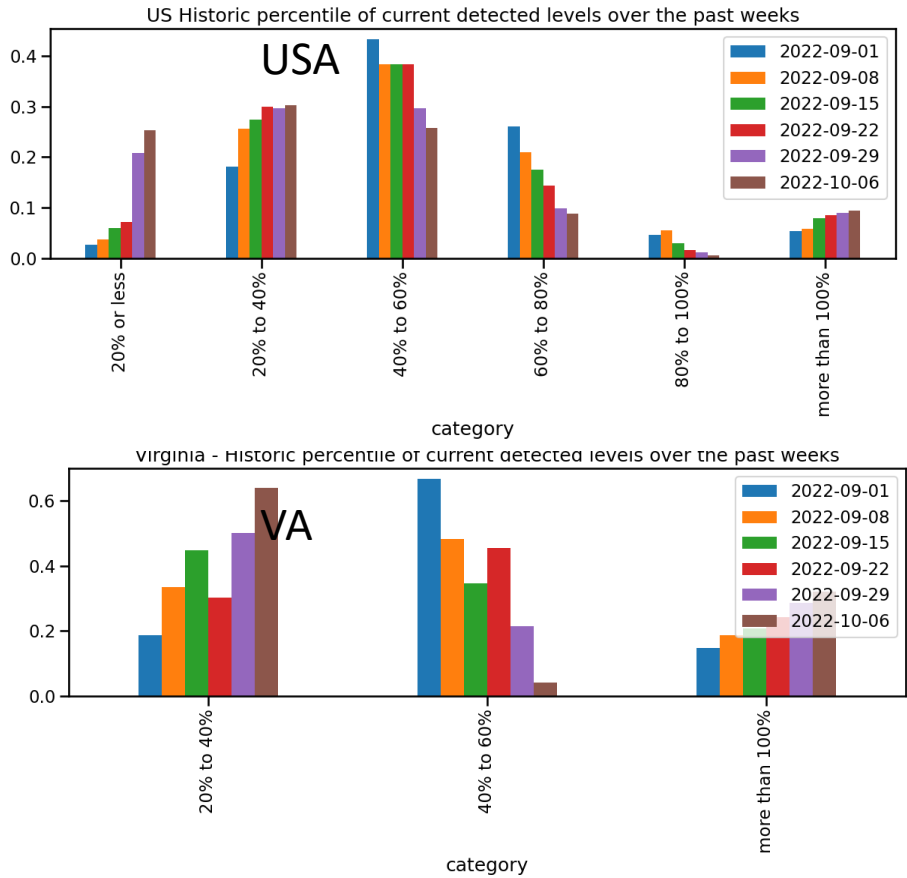 US Historic percentile of current detected levels over the past weeks
USA
2022-09-01
2022-09-08
2022-09-15
2022-09-22
2022-09-29
2022-10-06
0.4
0.3
0.2
0.1
0.0
20% or less
20% to 40%
40% to 60%
60% to 80%
80% to 100%
more than 100%
category
Virginia - Historic percentile of current detected levels over the past weeks
VA
2022-09-01
2022-09-08
2022-09-15
2022-09-22
2022-09-29
2022-10-06
0.6
0.4
0.2
0.0
20% to 40%
40% to 60%
more than 100%
category